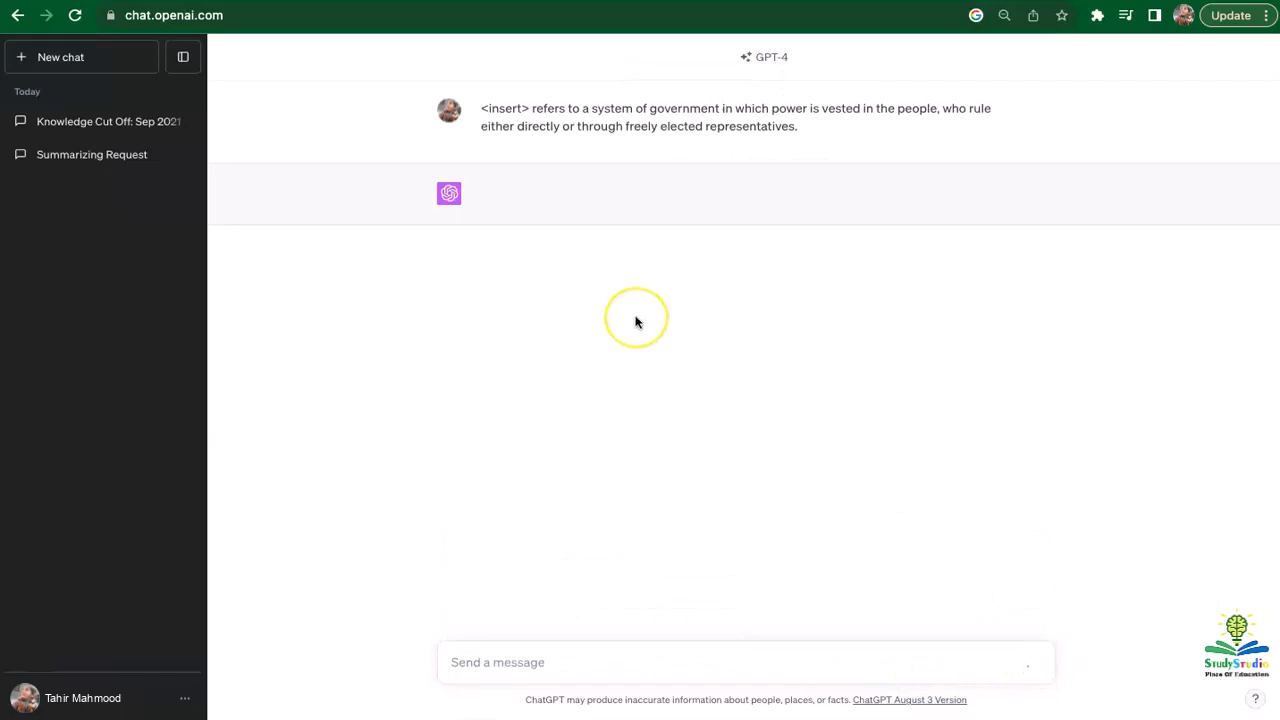 chat.openai.com
Update
New chat
GPT-4
Today
Knowledge Cut Off: Sep 2021
Summarizing Request
<insert> refers to a system of government in which power is vested in the people, who rule
either directly or through freely elected representatives.
Send a message
ChatGPT may produce inaccurate information about people, places, or facts. ChatGPT August 3 Version
Tahir Mahmood
StudyStudio
Place Of Education
?